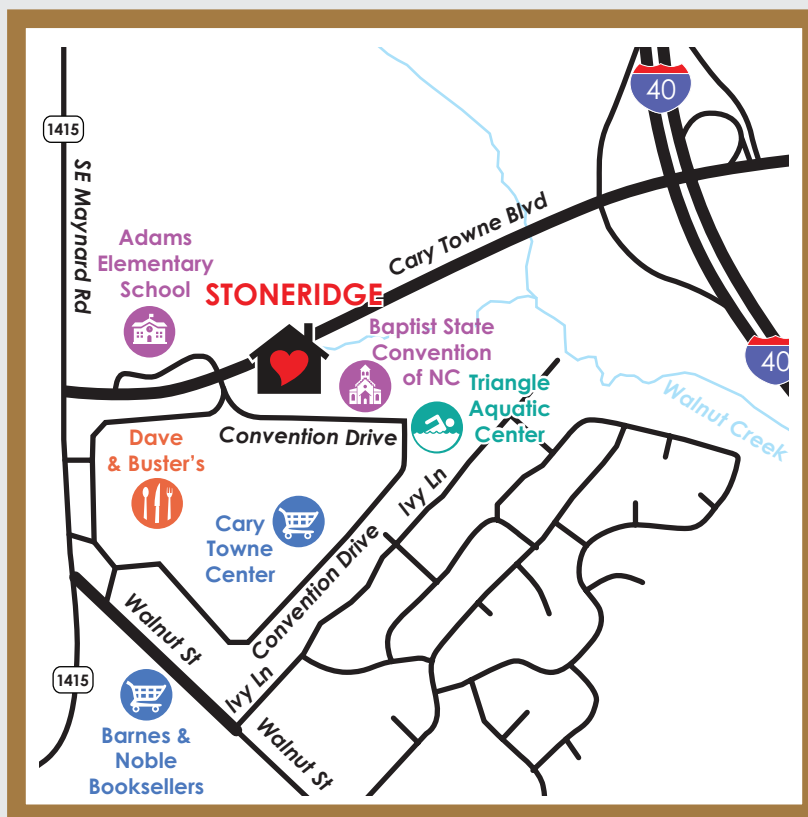 40
1415
SE Maynard Rd
Cary Towne Blvd
Adams
Elementary
School
STONERIDGE
Baptist State
Convention
of NC
40
Triangle
Aquatic
Center
Walnut Creek
Convention Drive
Dave
& Buster's
Ivy Ln
Cary
Towne
Center
Convention Drive
Walnut St
1415
Ivy Ln
Barnes &
Noble
Booksellers
Walnut St